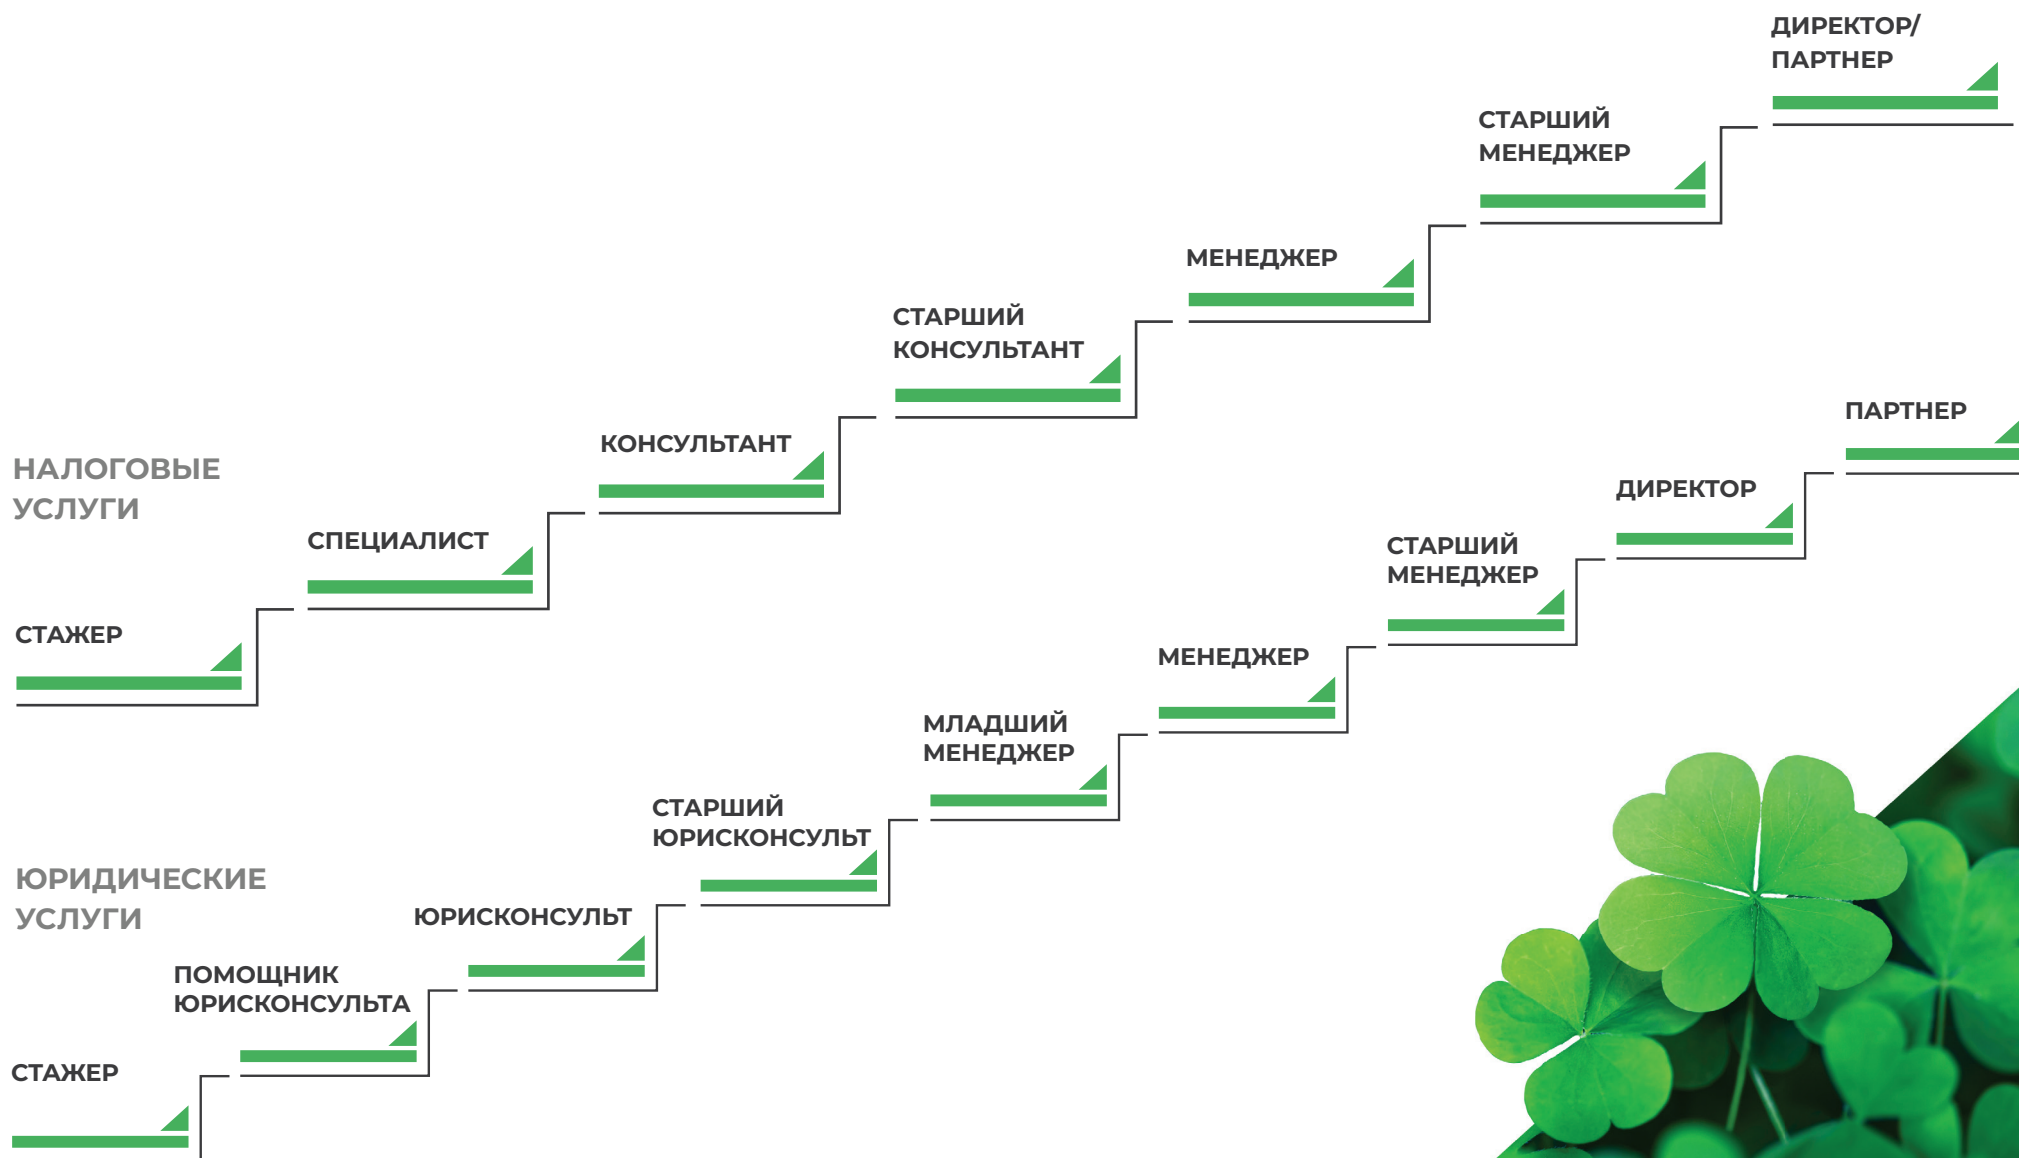 НАЛОГОВЫЕ
УСЛУГИ
СТАЖЕР
СПЕЦИАЛИСТ
КОНСУЛЬТАНТ
СТАРШИЙ
КОНСУЛЬТАНТ
МЕНЕДЖЕР
СТАРШИЙ
МЕНЕДЖЕР
ДИРЕКТОР/
ПАРТНЕР
ЮРИДИЧЕСКИЕ
УСЛУГИ
СТАЖЕР
ПОМОЩНИК
ЮРИСКОНСУЛЬТА
ЮРИСКОНСУЛЬТ
СТАРШИЙ
ЮРИСКОНСУЛЬТ
МЛАДШИЙ
МЕНЕДЖЕР
МЕНЕДЖЕР
СТАРШИЙ
МЕНЕДЖЕР
ДИРЕКТОР
ПАРТНЕР